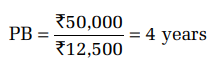 PB = ₹50,000 / ₹12,500 = 4 years